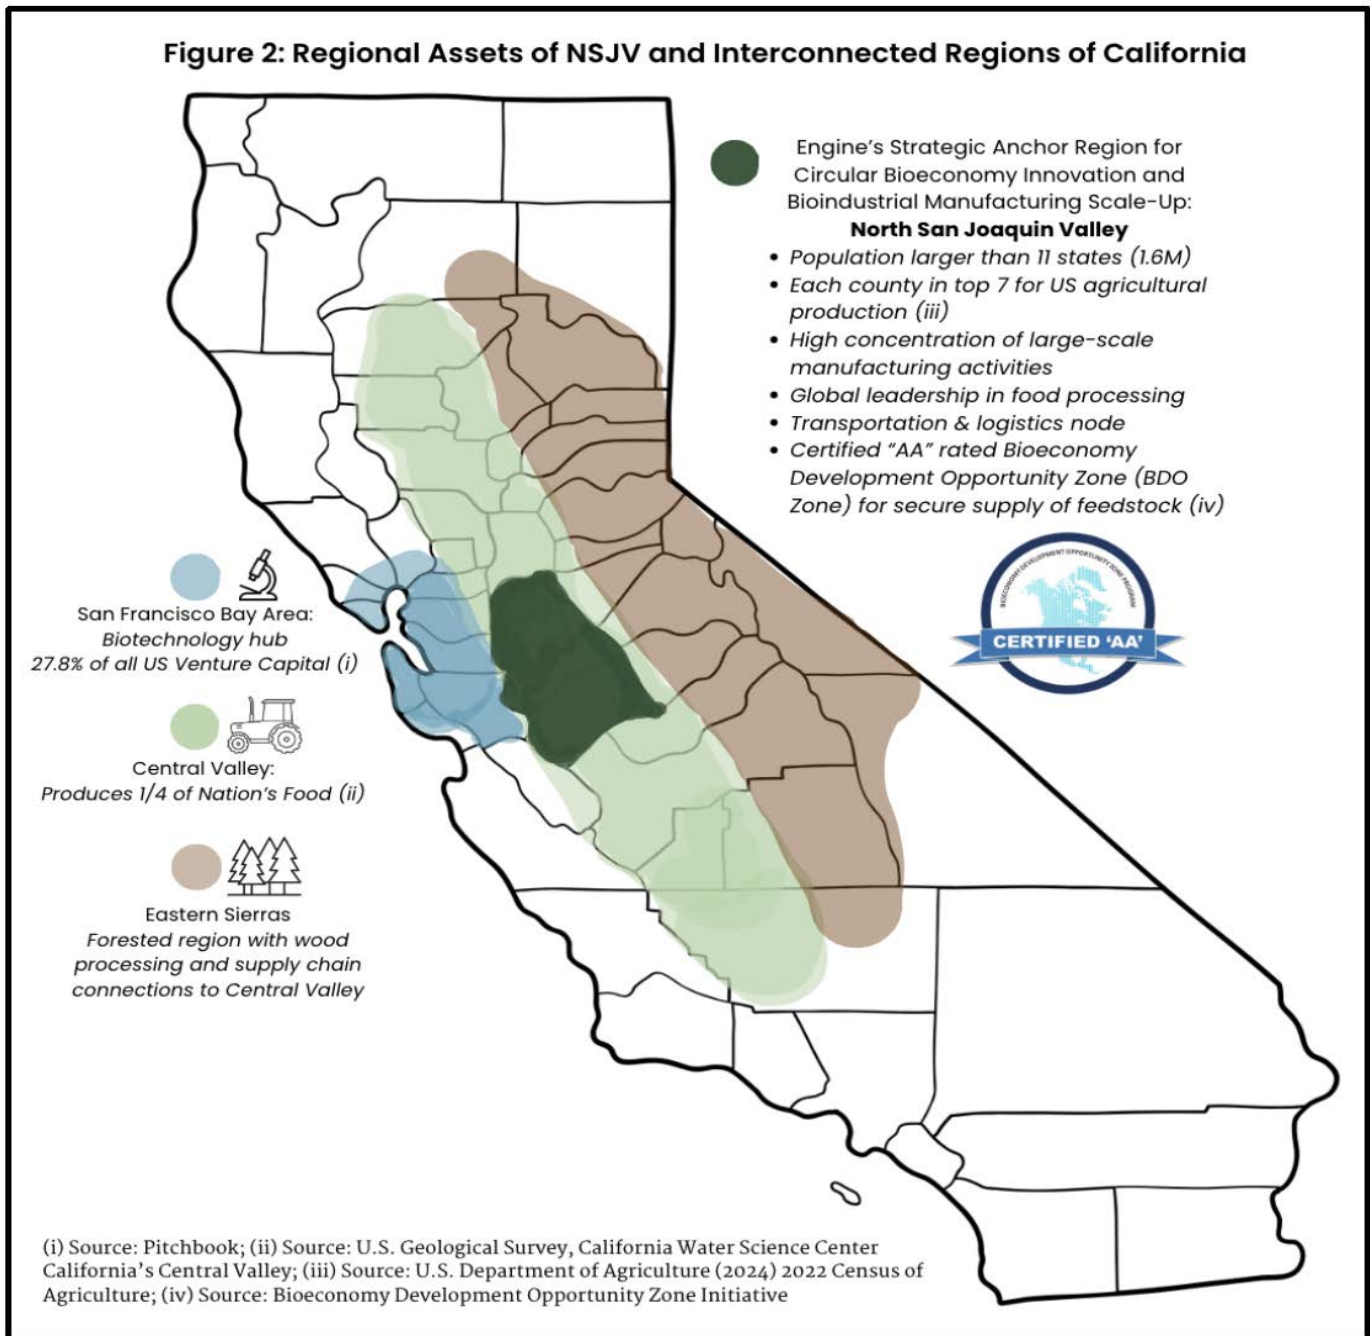 Figure 2: Regional Assets of NSJV and Interconnected Regions of California
Engine's Strategic Anchor Region for
Circular Bioeconomy Innovation and
Bioindustrial Manufacturing Scale-Up:
North San Joaquin Valley
• Population larger than 11 states (1.6M)
• Each county in top 7 for US agricultural
production (iii)
• High concentration of large-scale
manufacturing activities
• Global leadership in food processing
• Transportation & logistics node
• Certified “AA” rated Bioeconomy
Development Opportunity Zone (BDO
Zone) for secure supply of feedstock (iv)
BIOECONOMY DEVELOPMENT OPPORTUNITY ZONE PROGRAM
CERTIFIED ‘AA’
San Francisco Bay Area:
Biotechnology hub
27.8% of all US Venture Capital (i)
Central Valley:
Produces 1/4 of Nation's Food (ii)
Eastern Sierras
Forested region with wood
processing and supply chain
connections to Central Valley
(i) Source: Pitchbook; (ii) Source: U.S. Geological Survey, California Water Science Center
California's Central Valley; (iii) Source: U.S. Department of Agriculture (2024) 2022 Census of
Agriculture; (iv) Source: Bioeconomy Development Opportunity Zone Initiative